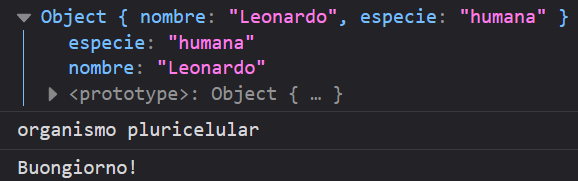 Object { nombre: "Leonardo", especie: "humana" }
especie: "humana"
nombre: "Leonardo"
<prototype>: Object { … }
organismo pluricelular
Buongiorno!